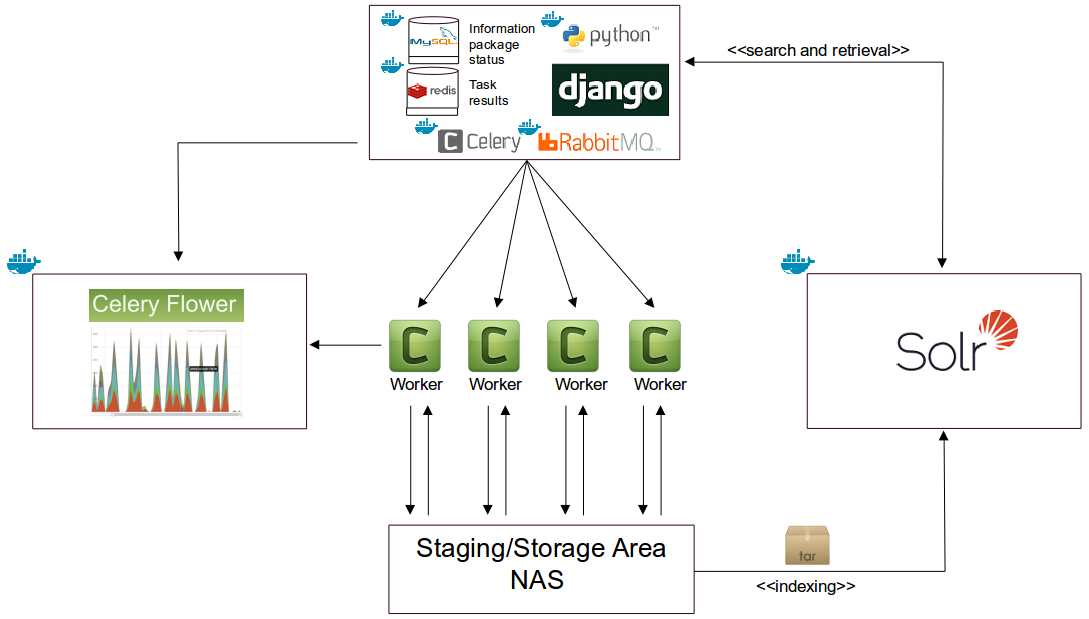 MySQL
Information
package
status
python™
redis
Task
results
django
Celery
RabbitMQ
<<search and retrieval>>
Celery Flower
Solr
C
C
C
C
Worker
Worker
Worker
Worker
Staging/Storage Area
NAS
tar
<<indexing>>